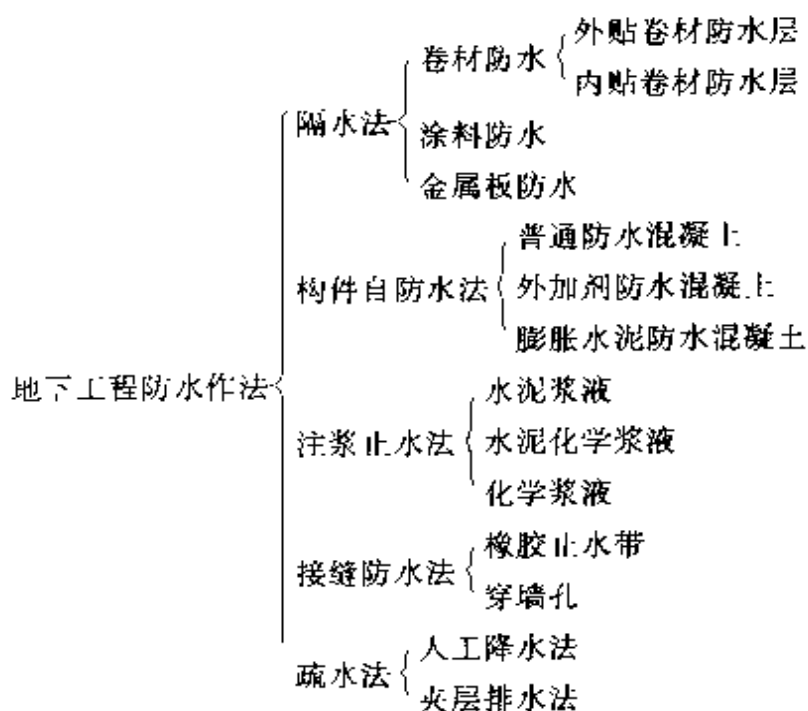 外贴卷材防水层
卷材防水
内贴卷材防水层
隔水法
涂料防水
金属板防水
普通防水混凝土
构件自防水法
外加剂防水混凝土
膨胀水泥防水混凝土
地下工程防水作法
水泥浆液
注浆止水法
水泥化学浆液
化学浆液
橡胶止水带
接缝防水法
穿墙孔
人工降水法
疏水法
夹层排水法